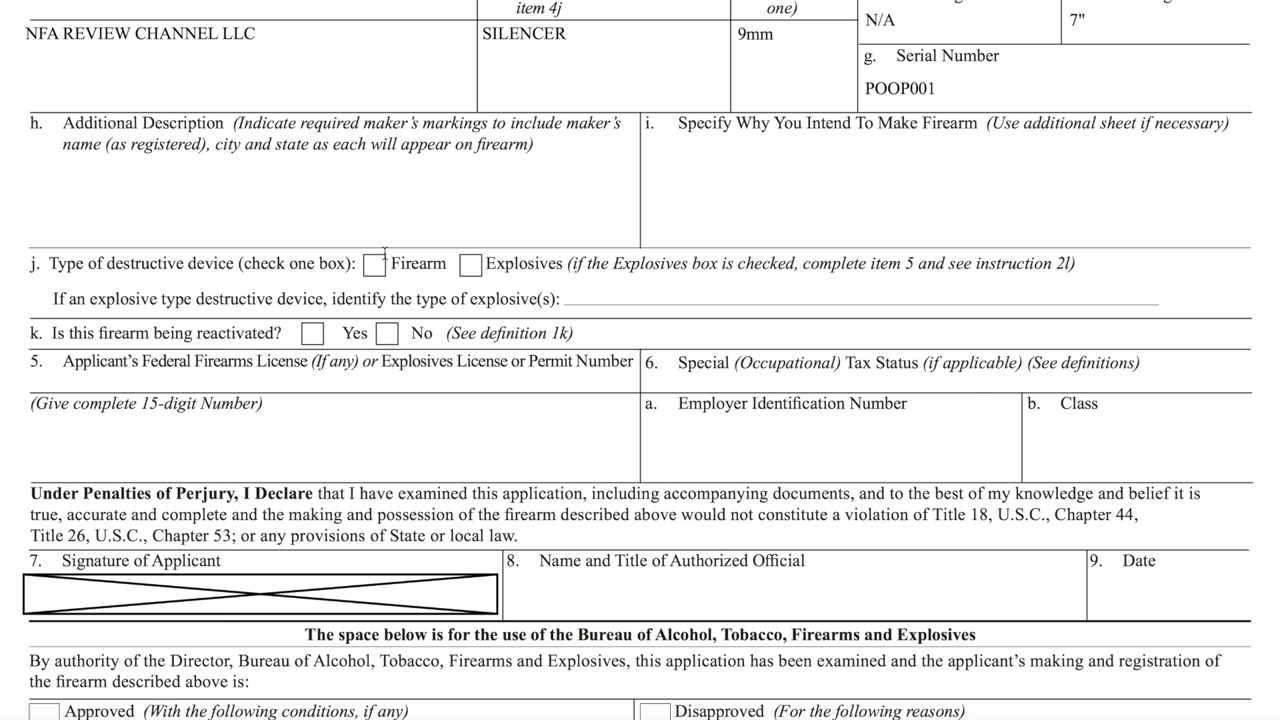 item 4j
one)
N/A
7"
NFA REVIEW CHANNEL LLC
SILENCER
9mm
g. Serial Number
POOP001
h. Additional Description (Indicate required maker's markings to include maker's
name (as registered), city and state as each will appear on firearm)
i. Specify Why You Intend To Make Firearm (Use additional sheet if necessary)
j. Type of destructive device (check one box): Firearm Explosives (if the Explosives box is checked, complete item 5 and see instruction 2l)
If an explosive type destructive device, identify the type of explosive(s):
k. Is this firearm being reactivated? Yes No (See definition 1k)
5. Applicant's Federal Firearms License (If any) or Explosives License or Permit Number
6. Special (Occupational) Tax Status (if applicable) (See definitions)
(Give complete 15-digit Number)
a. Employer Identification Number
b. Class
Under Penalties of Perjury, I Declare that I have examined this application, including accompanying documents, and to the best of my knowledge and belief it is
true, accurate and complete and the making and possession of the firearm described above would not constitute a violation of Title 18, U.S.C., Chapter 44,
Title 26, U.S.C., Chapter 53; or any provisions of State or local law.
7. Signature of Applicant
8. Name and Title of Authorized Official
9. Date
The space below is for the use of the Bureau of Alcohol, Tobacco, Firearms and Explosives
By authority of the Director, Bureau of Alcohol, Tobacco, Firearms and Explosives, this application has been examined and the applicant's making and registration of
the firearm described above is:
Approved (With the following conditions, if any)
Disapproved (For the following reasons)